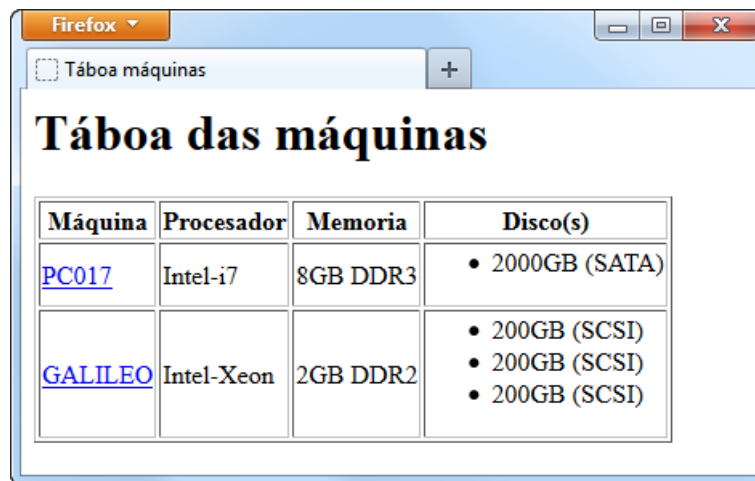 Firefox
Táboa máquinas
Táboa das máquinas
Máquina Procesador Memoria Disco(s)
PC017 Intel-i7 8GB DDR3 • 2000GB (SATA)
GALILEO Intel-Xeon 2GB DDR2 • 200GB (SCSI)
• 200GB (SCSI)
• 200GB (SCSI)